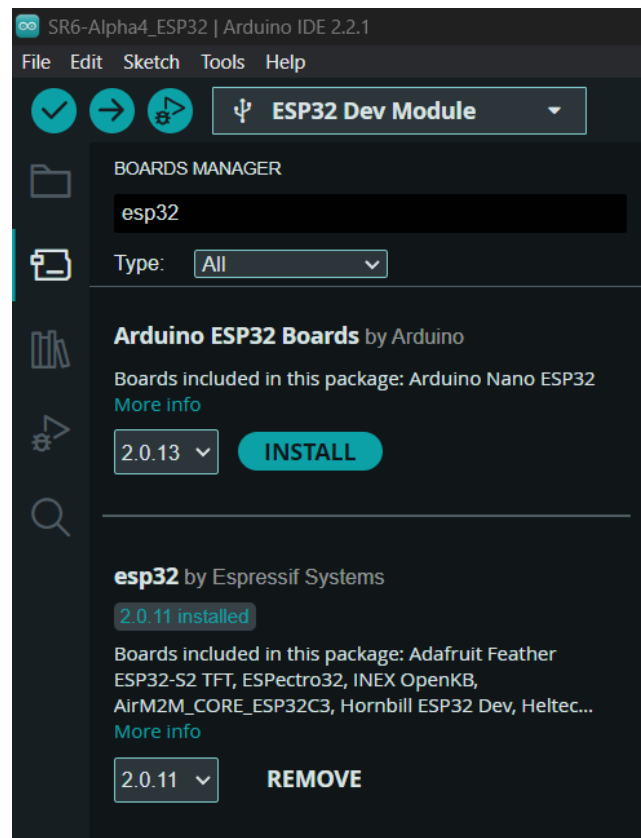 SR6-Alpha4_ESP32 | Arduino IDE 2.2.1
File Edit Sketch Tools Help
ESP32 Dev Module
BOARDS MANAGER
esp32
Type: All
Arduino ESP32 Boards by Arduino
Boards included in this package: Arduino Nano ESP32
More info
2.0.13 INSTALL
esp32 by Espressif Systems
2.0.11 installed
Boards included in this package: Adafruit Feather
ESP32-S2 TFT, ESPectro32, INEX OpenKB,
AirM2M_CORE_ESP32C3, Hornbill ESP32 Dev, Heltec...
More info
2.0.11 REMOVE